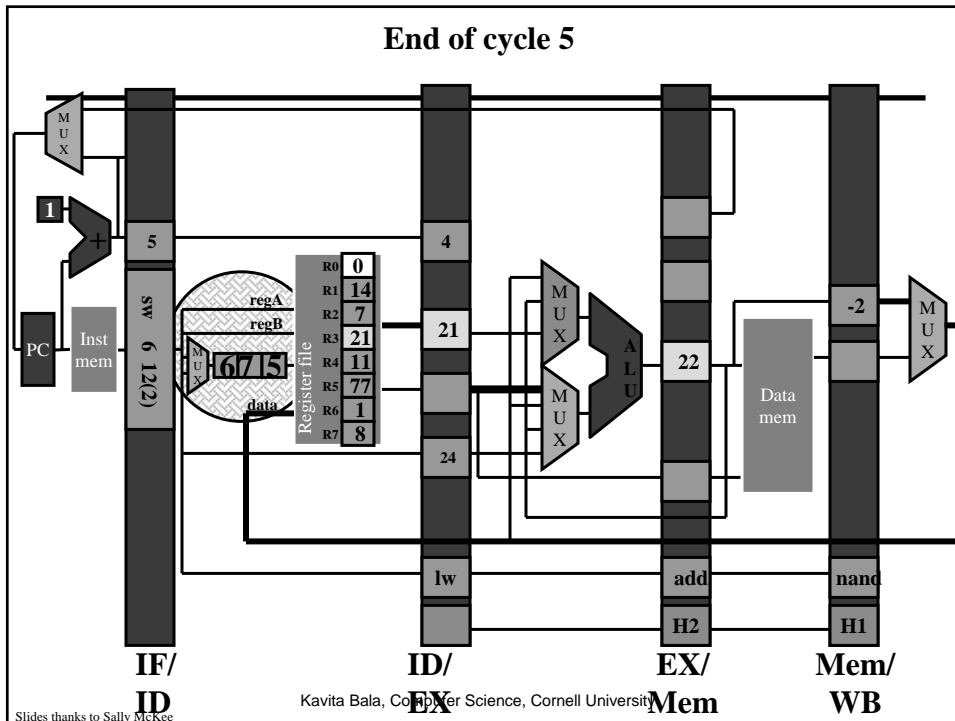 End of cycle 5
M
U
X
1
+
5
4
PC
Inst
mem
sw 6 12(2)
regA
regB
M
U
X
6 7 5
data
Register file
R0 0
R1 14
R2 7
R3 21
R4 11
R5 77
R6 1
R7 8
21
24
M
U
X
M
U
X
A
L
U
22
Data
mem
-2
M
U
X
lw
add
nand
H2
H1
IF/
ID
ID/
EX
EX/
Mem
Mem/
WB
Kavita Bala, Computer Science, Cornell University
Slides thanks to Sally McKee